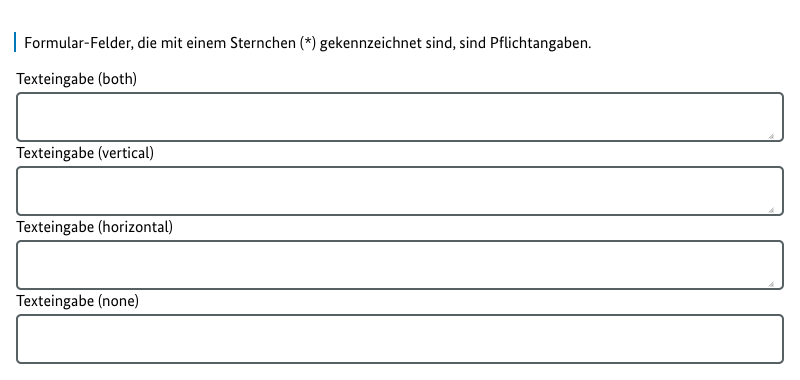 Formular-Felder, die mit einem Sternchen (*) gekennzeichnet sind, sind Pflichtangaben.
Texteingabe (both)
Texteingabe (vertical)
Texteingabe (horizontal)
Texteingabe (none)